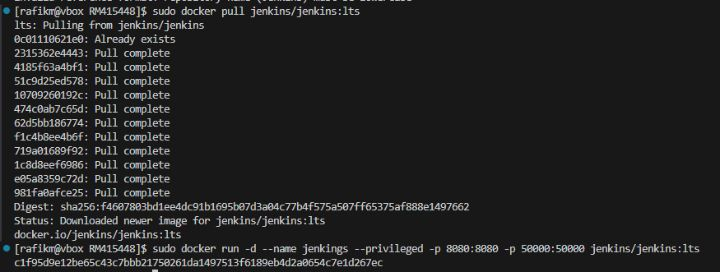 [rafikm@vbox RM415448]$ sudo docker pull jenkins/jenkins:lts
lts: Pulling from jenkins/jenkins
0c01110621e0: Already exists
2315362e4443: Pull complete
4185f63a4bf1: Pull complete
51c9d25ed578: Pull complete
10709260192c: Pull complete
474c0ab7c65d: Pull complete
62d5bb186774: Pull complete
f1c4b8ee4b6f: Pull complete
719a01689f92: Pull complete
1c8d8eef6986: Pull complete
e05a8359c72d: Pull complete
981fa0afce25: Pull complete
Digest: sha256:f4607803bd1ee4dc91b1695b07d3a04c77b4f575a507ff65375af888e1497662
Status: Downloaded newer image for jenkins/jenkins:lts
docker.io/jenkins/jenkins:lts
[rafikm@vbox RM415448]$ sudo docker run -d --name jenkings --privileged -p 8080:8080 -p 50000:50000 jenkins/jenkins:lts
c1f95d9e12be65c43c7bbb21750261da1497513f6189eb4d2a0654c7e1d267ec